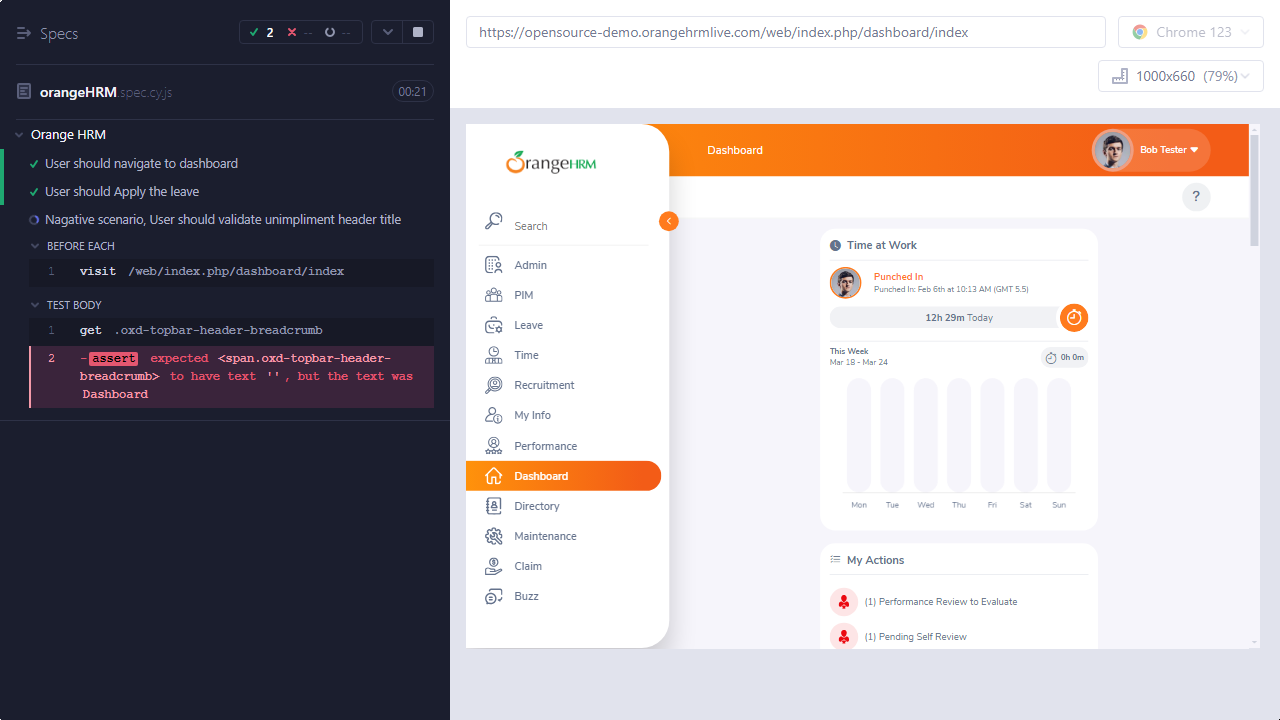 Specs
2 -- --
orangeHRM.spec.cy.js 00:21
Orange HRM
User should navigate to dashboard
User should Apply the leave
Nagative scenario, User should validate unimpliment header title
BEFORE EACH
1 visit /web/index.php/dashboard/index
TEST BODY
1 get .oxd-topbar-header-breadcrumb
2 -assert expected <span.oxd-topbar-header-
breadcrumb> to have text '', but the text was
Dashboard
https://opensource-demo.orangehrmlive.com/web/index.php/dashboard/index
Chrome 123
1000x660 (79%)
OrangeHRM
Search
Admin
PIM
Leave
Time
Recruitment
My Info
Performance
Dashboard
Directory
Maintenance
Claim
Buzz
Dashboard
Bob Tester
?
Time at Work
Punched In
Punched In: Feb 6th at 10:13 AM (GMT 5.5)
12h 29m Today
This Week
Mar 18 - Mar 24
0h 0m
Mon Tue Wed Thu Fri Sat Sun
My Actions
(1) Performance Review to Evaluate
(1) Pending Self Review